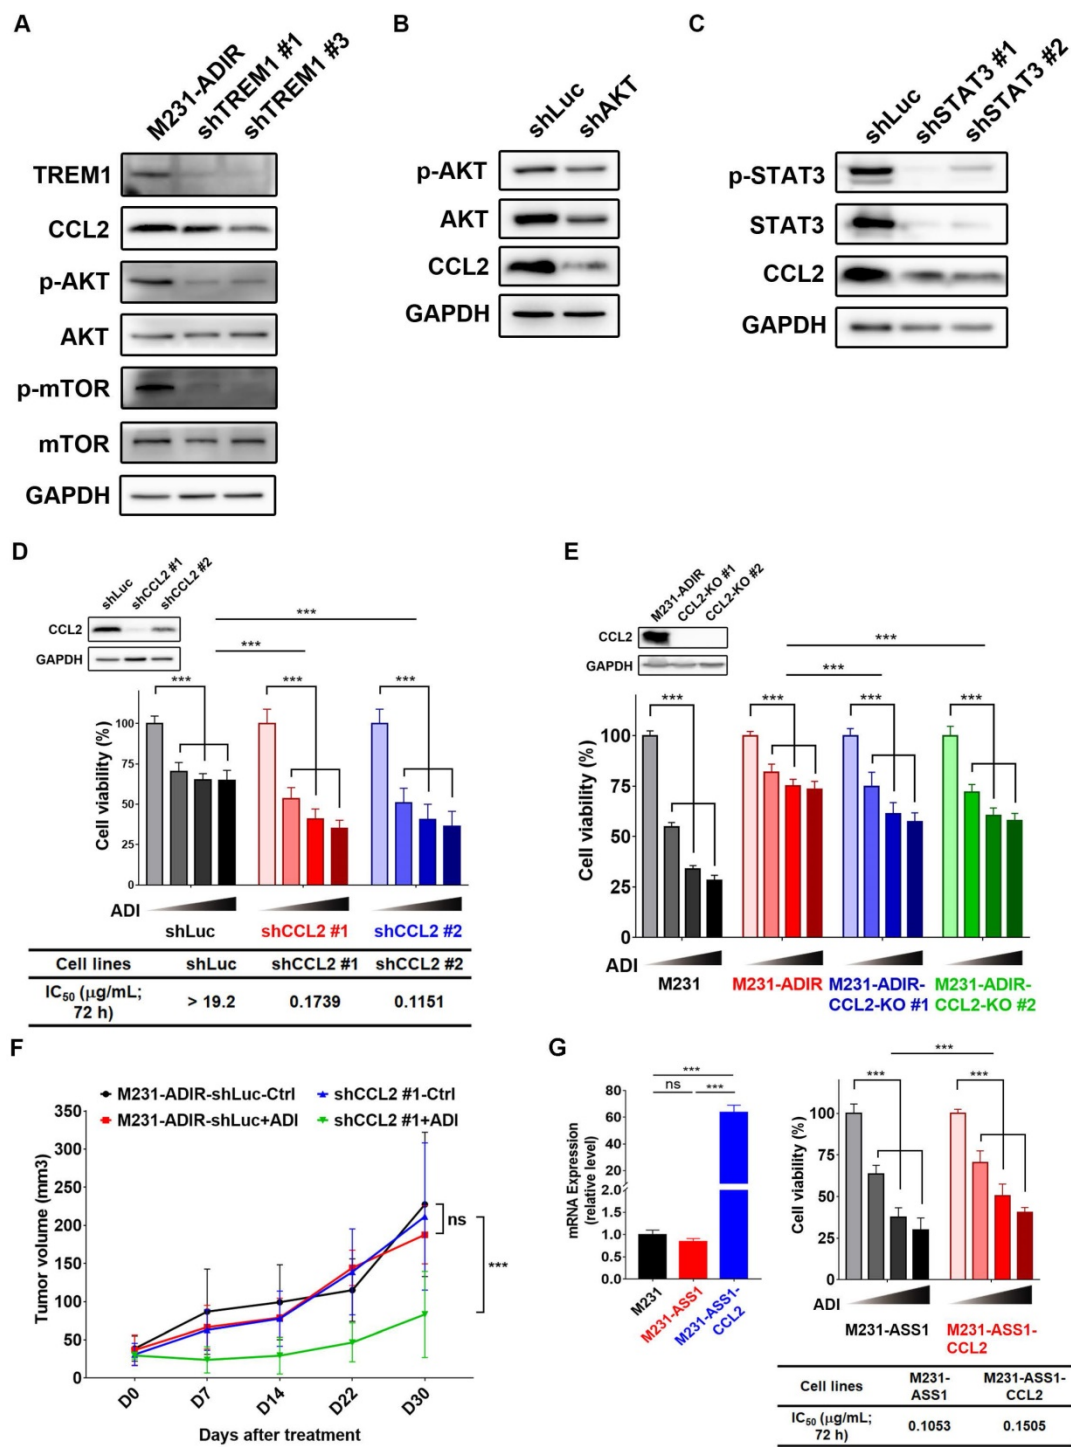 A
M231-ADIR
shTREM1 #1
shTREM1 #3
TREM1
CCL2
p-AKT
AKT
p-mTOR
mTOR
GAPDH
B
shLuc
shAKT
p-AKT
AKT
CCL2
GAPDH
C
shLuc
shSTAT3 #1
shSTAT3 #2
p-STAT3
STAT3
CCL2
GAPDH
D
shLuc
shCCL2 #1
shCCL2 #2
CCL2
GAPDH
***
***
***
***
***
Cell viability (%)
100
75
50
25
0
ADI
shLuc
shCCL2 #1
shCCL2 #2
Cell lines shLuc shCCL2 #1 shCCL2 #2
IC50 (μg/mL; 72 h) > 19.2 0.1739 0.1151
E
M231-ADIR
CCL2-KO #1
CCL2-KO #2
CCL2
GAPDH
***
***
***
***
***
***
Cell viability (%)
100
75
50
25
0
ADI
M231
M231-ADIR
M231-ADIR-
CCL2-KO #1
M231-ADIR-
CCL2-KO #2
F
M231-ADIR-shLuc-Ctrl
shCCL2 #1-Ctrl
M231-ADIR-shLuc+ADI
shCCL2 #1+ADI
Tumor volume (mm3)
350
300
250
200
150
100
50
0
ns
***
D0
D7
D14
D22
D30
Days after treatment
G
***
ns
***
mRNA Expression
(relative level)
80
60
40
20
2.0
1.5
1.0
0.5
0.0
M231
M231-ASS1
M231-ASS1-
CCL2
***
***
***
Cell viability (%)
100
75
50
25
0
ADI
M231-ASS1
M231-ASS1-
CCL2
Cell lines M231-ASS1 M231-ASS1-CCL2
IC50 (μg/mL; 72 h) 0.1053 0.1505